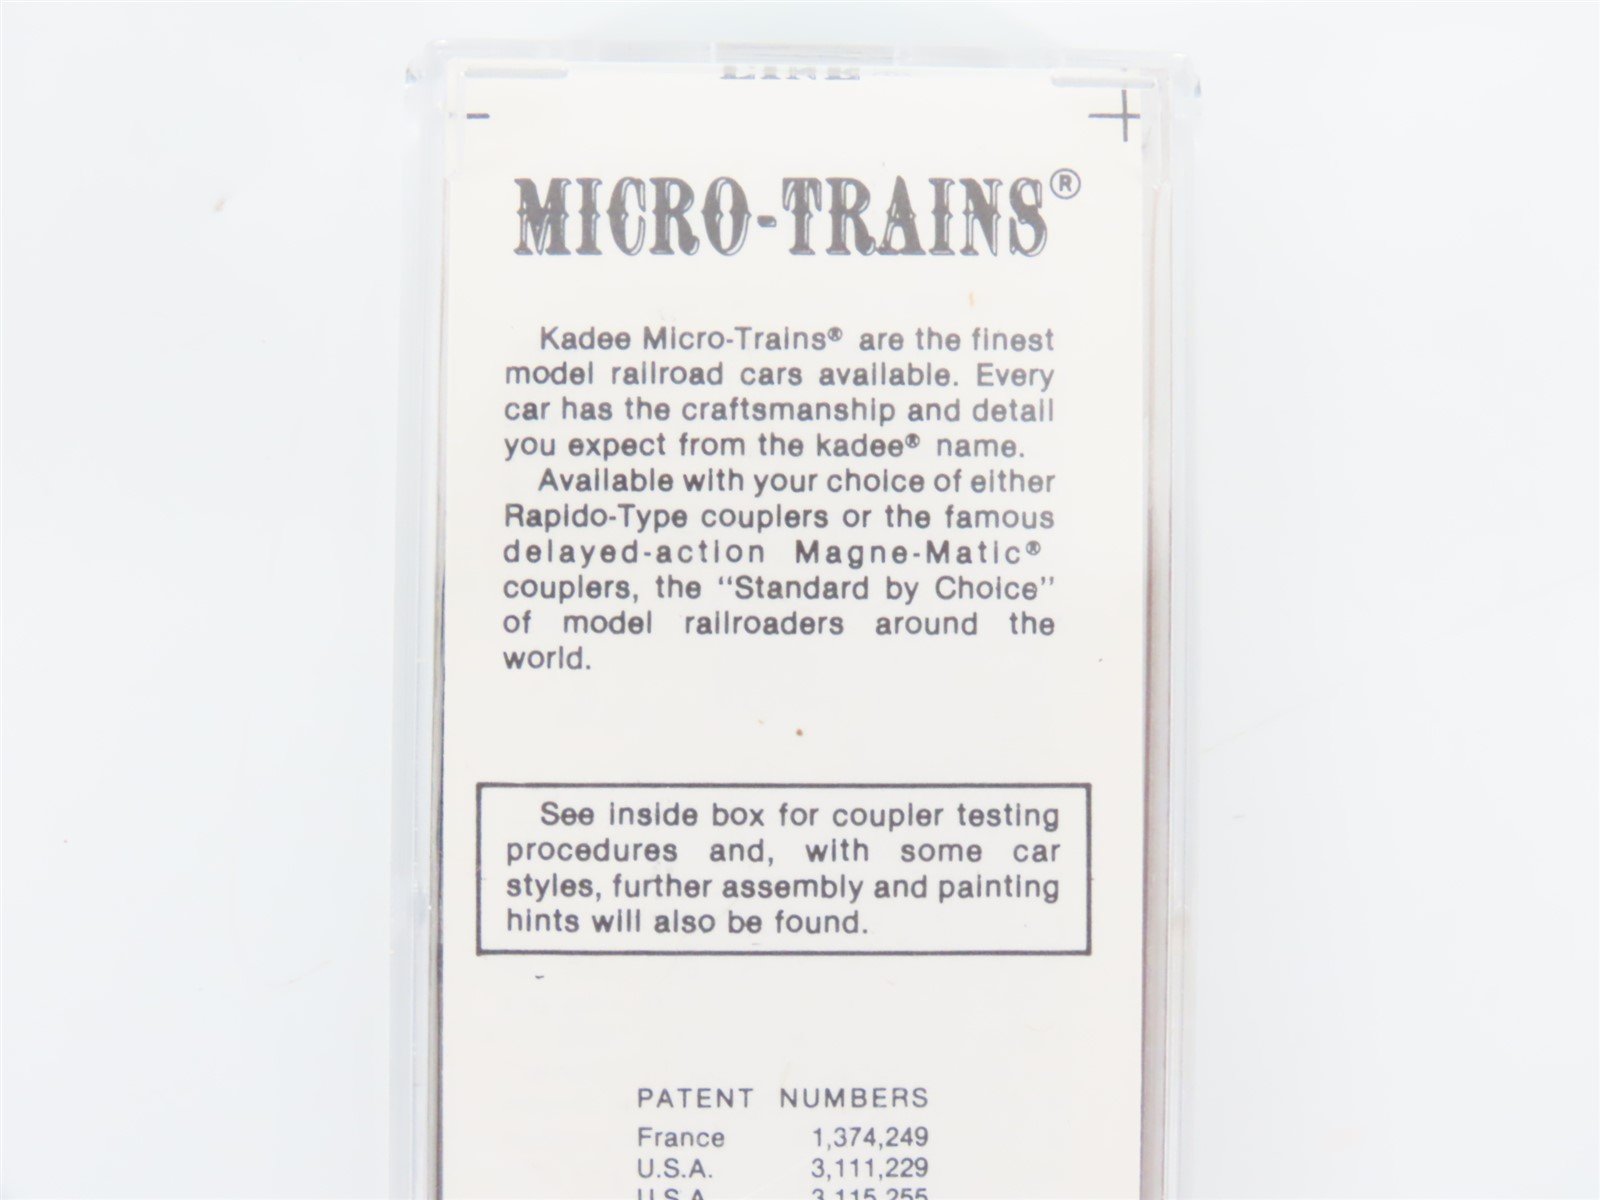 LINE
MICRO-TRAINS®
Kadee Micro-Trains® are the finest
model railroad cars available. Every
car has the craftsmanship and detail
you expect from the kadee® name.
Available with your choice of either
Rapido-Type couplers or the famous
delayed-action Magne-Matic®
couplers, the "Standard by Choice"
of model railroaders around the
world.
See inside box for coupler testing
procedures and, with some car
styles, further assembly and painting
hints will also be found.
PATENT NUMBERS
France 1,374,249
U.S.A. 3,111,229
U.S.A. 3,115,255